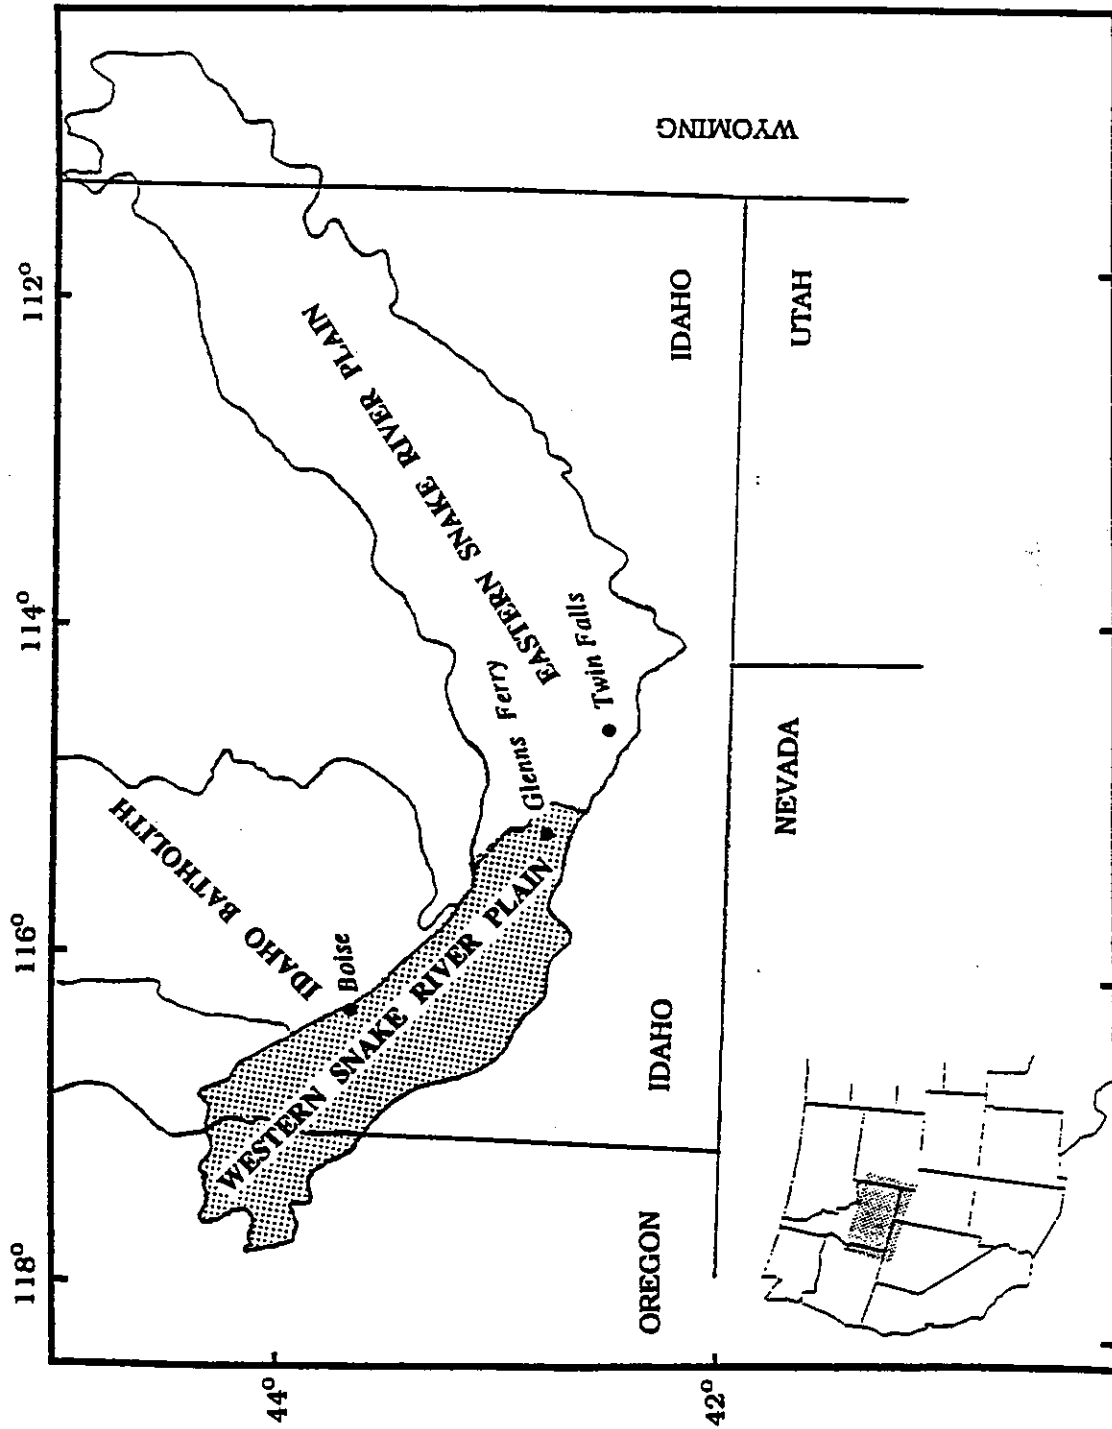 118°
116°
114°
112°
44°
42°
IDAHO BATHOLITH
Boise
WESTERN SNAKE RIVER PLAIN
Glenns Ferry
EASTERN SNAKE RIVER PLAIN
Twin Falls
WYOMING
OREGON
IDAHO
IDAHO
NEVADA
UTAH